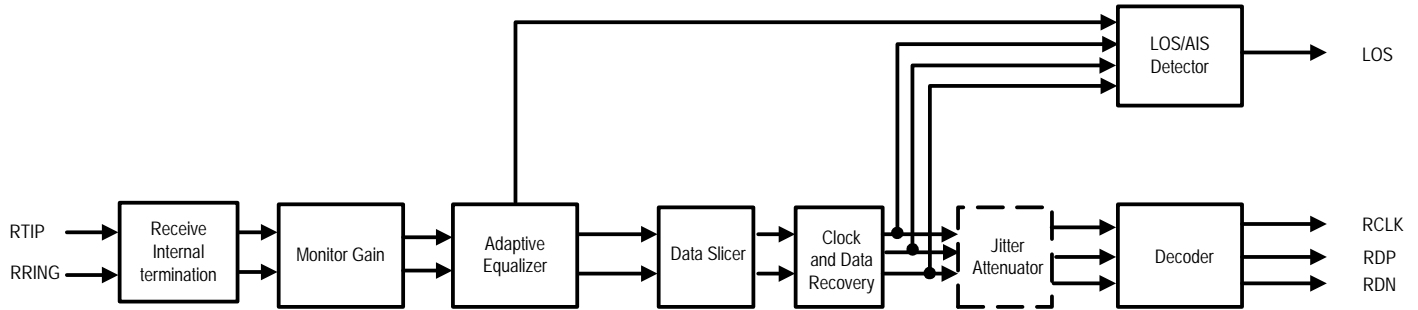 LOS/AIS
Detector
LOS
RTIP
RRING
Receive
Internal
termination
Monitor Gain
Adaptive
Equalizer
Data Slicer
Clock
and Data
Recovery
Jitter
Attenuator
Decoder
RCLK
RDP
RDN